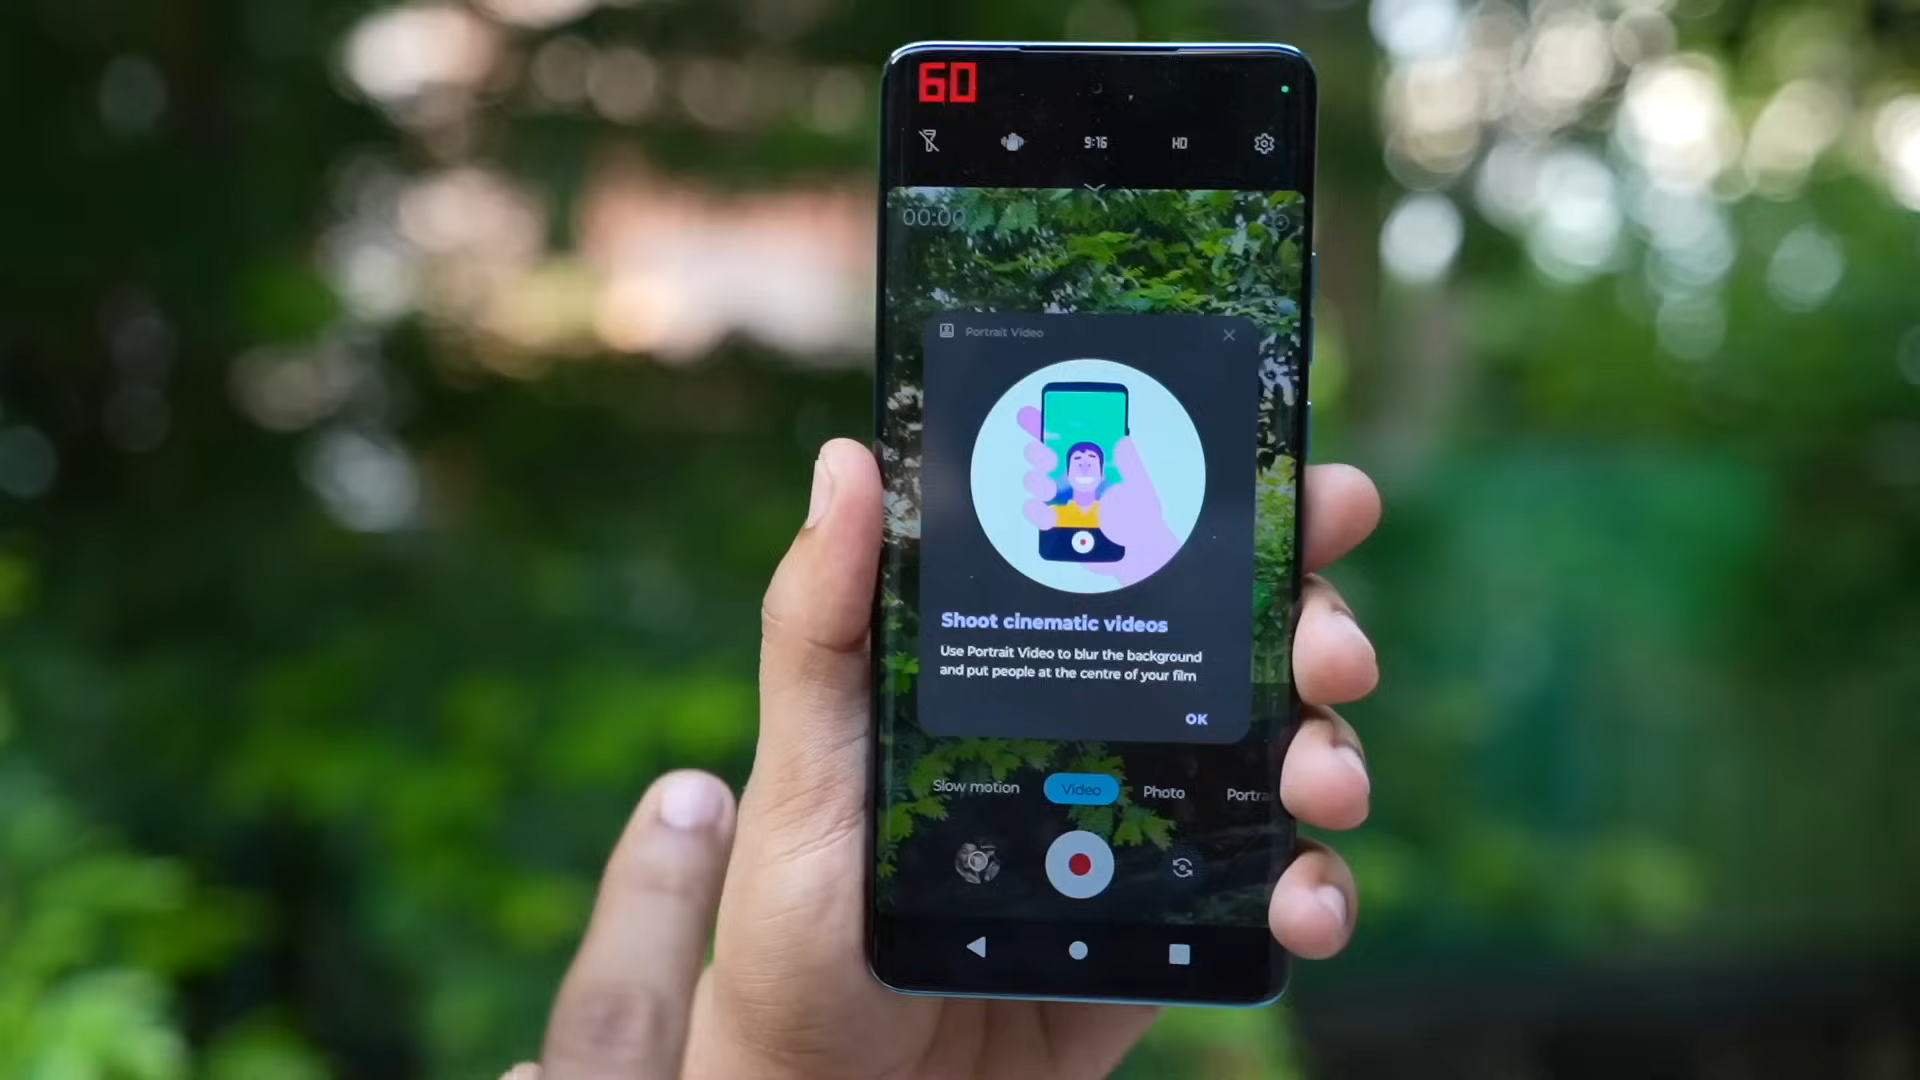 60
9:16
HD
00:00
Portrait Video
Shoot cinematic videos
Use Portrait Video to blur the background
and put people at the centre of your film
OK
Slow motion
Video
Photo
Portra